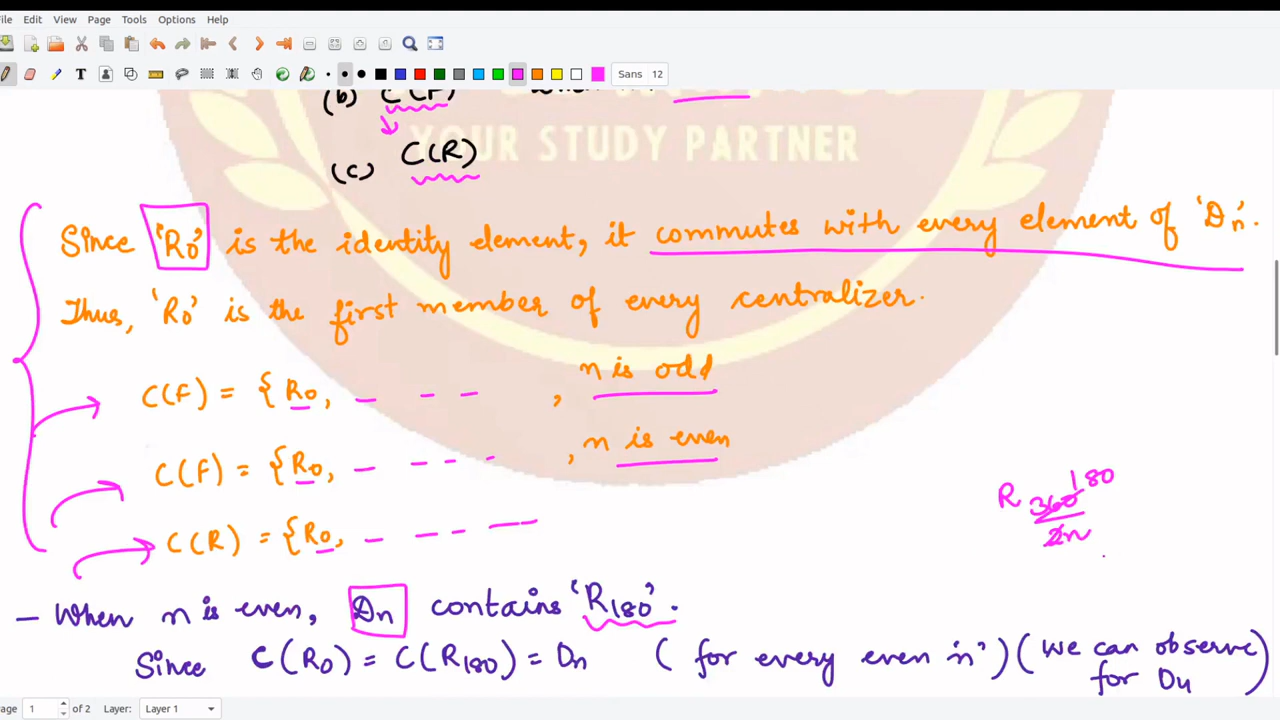 File Edit View Page Tools Options Help
Sans 12
(b) C(F)
YOUR STUDY PARTNER
(c) C(R)
Since 'R0' is the identity element, it commutes with every element of 'Dn'.
Thus, 'R0' is the first member of every centralizer.
C(F) = {R0, _ _ _ , n is odd
C(F) = {R0, _ _ _ _ , n is even
C(R) = {R0, _ _ _ _
R 360 180
2n
- When n is even, Dn contains 'R180'.
Since C(R0) = C(R180) = Dn (for every even 'n') (we can observe
for D4
Page 1 of 2 Layer: Layer 1